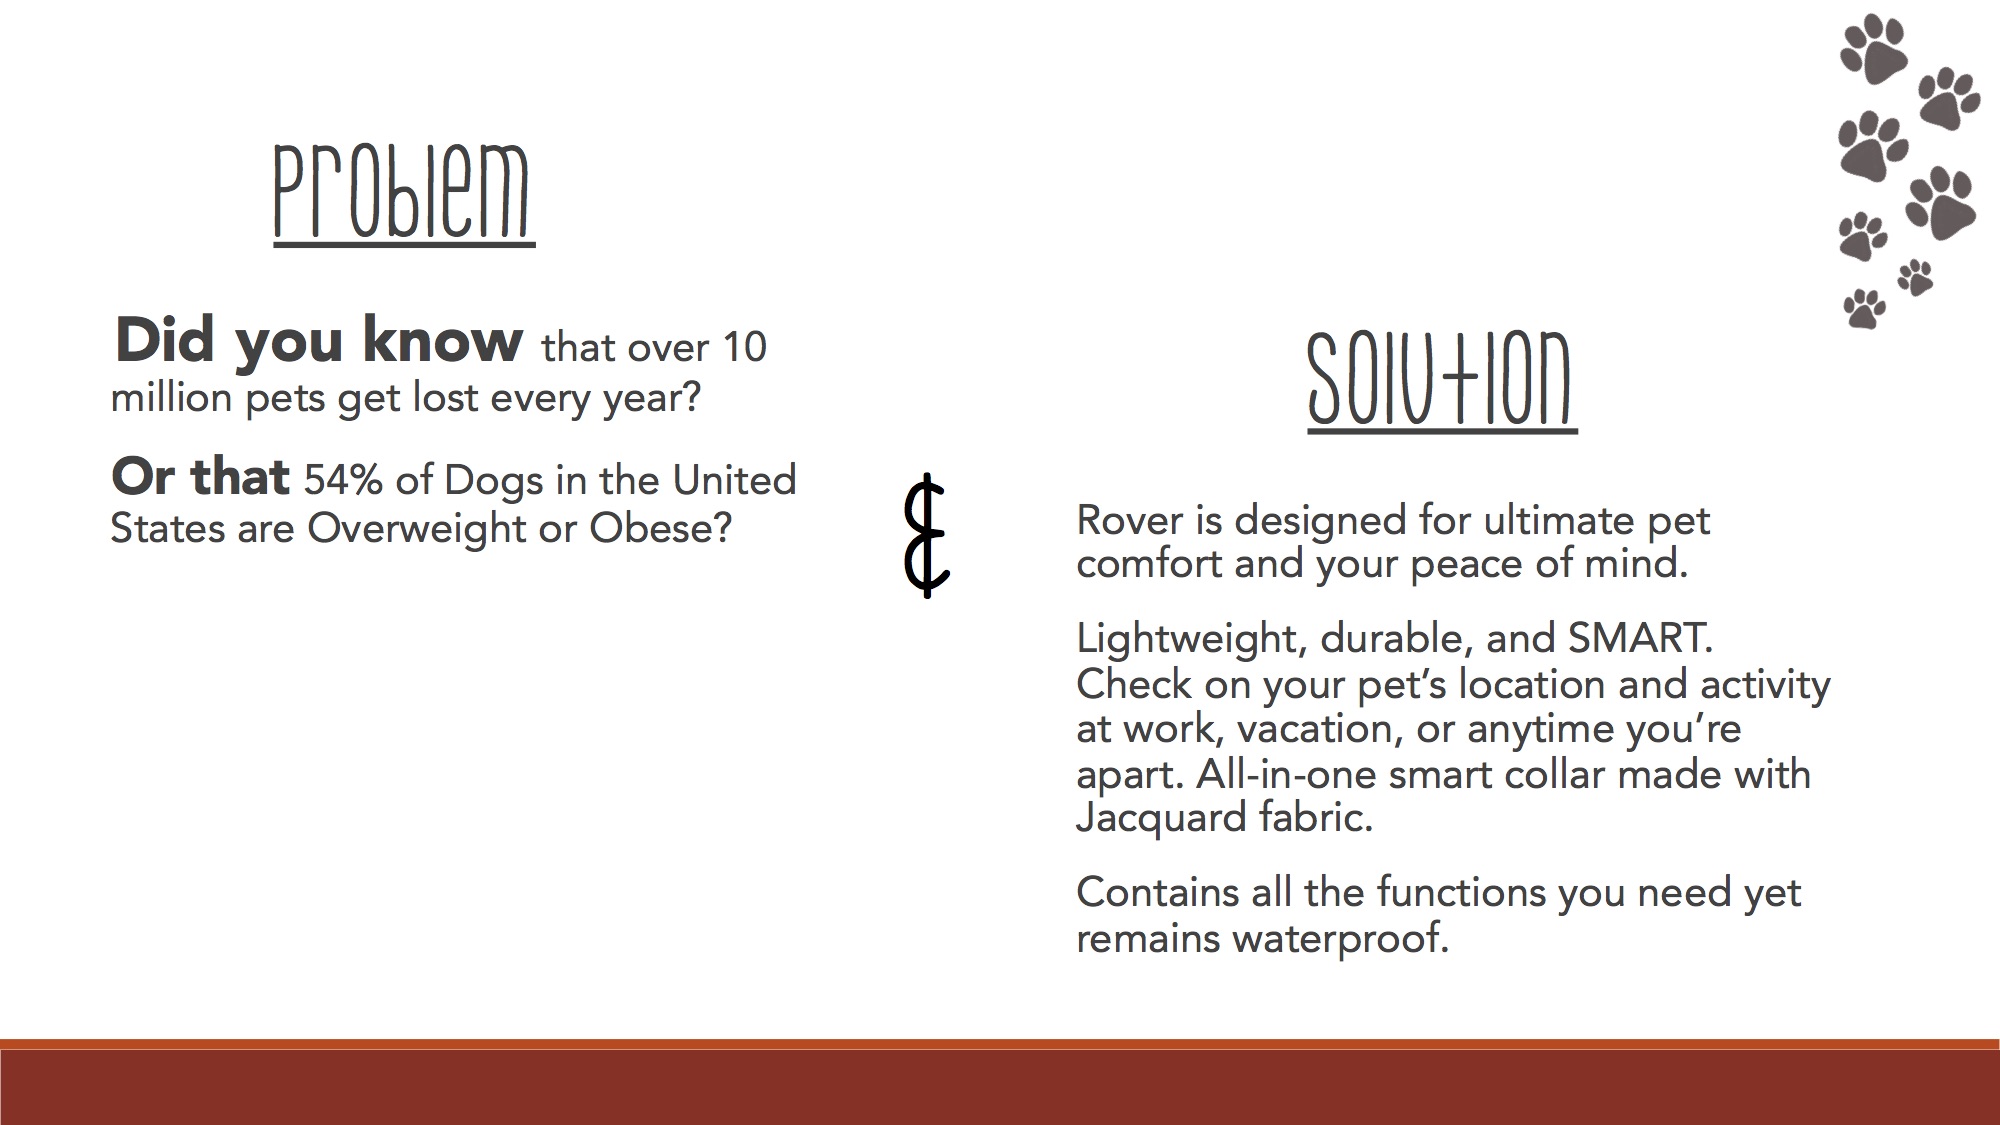 Problem
Did you know that over 10
million pets get lost every year?
Or that 54% of Dogs in the United
States are Overweight or Obese?
&
Solution
Rover is designed for ultimate pet
comfort and your peace of mind.
Lightweight, durable, and SMART.
Check on your pet’s location and activity
at work, vacation, or anytime you’re
apart. All-in-one smart collar made with
Jacquard fabric.
Contains all the functions you need yet
remains waterproof.